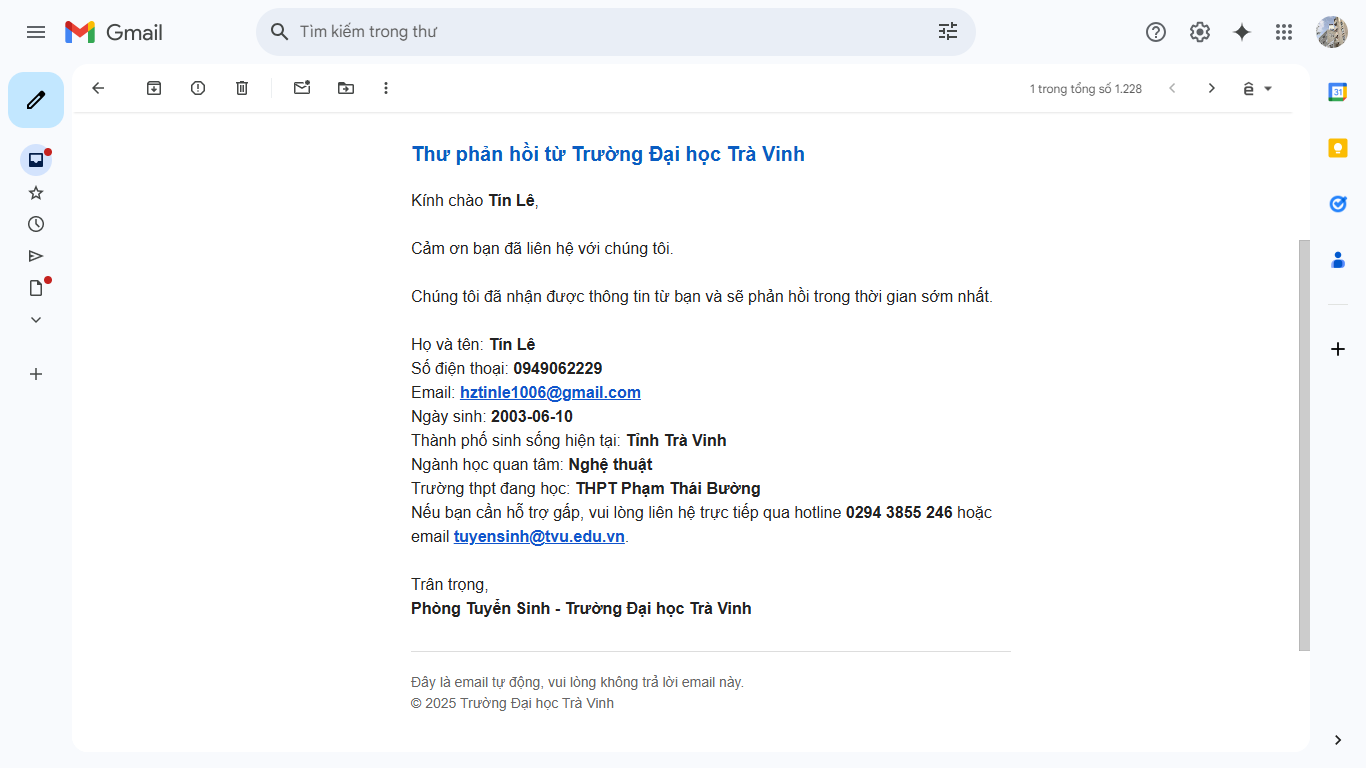 Gmail
Tìm kiếm trong thư
1 trong tổng số 1.228
ê
31
Thư phản hồi từ Trường Đại học Trà Vinh
Kính chào Tín Lê,
Cảm ơn bạn đã liên hệ với chúng tôi.
Chúng tôi đã nhận được thông tin từ bạn và sẽ phản hồi trong thời gian sớm nhất.
Họ và tên: Tín Lê
Số điện thoại: 0949062229
Email: hztinle1006@gmail.com
Ngày sinh: 2003-06-10
Thành phố sinh sống hiện tại: Tỉnh Trà Vinh
Ngành học quan tâm: Nghệ thuật
Trường thpt đang học: THPT Phạm Thái Bường
Nếu bạn cần hỗ trợ gấp, vui lòng liên hệ trực tiếp qua hotline 0294 3855 246 hoặc
email tuyensinh@tvu.edu.vn.
Trân trọng,
Phòng Tuyển Sinh - Trường Đại học Trà Vinh
Đây là email tự động, vui lòng không trả lời email này.
© 2025 Trường Đại học Trà Vinh